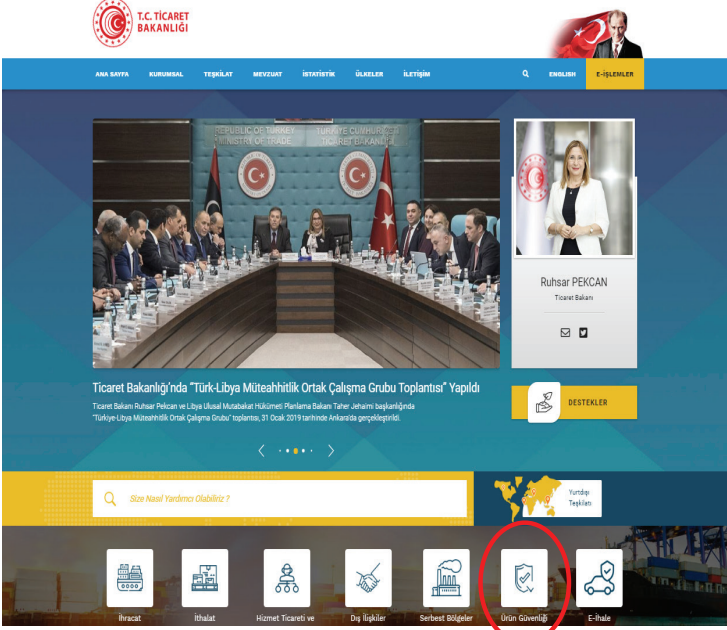 T.C. TİCARET
BAKANLIĞI
ANA SAYFA KURUMSAL TEŞKİLAT MEVZUAT İSTATİSTİK ÜLKELER İLETİŞİM ENGLISH E-İŞLEMLER
REPUBLIC OF TURKEY
MINISTRY OF TRADE
TÜRKİYE CUMHURİYETİ
TİCARET BAKANLIĞI
Ruhsar PEKCAN
Ticaret Bakanı
Ticaret Bakanlığı'nda "Türk-Libya Müteahhitlik Ortak Çalışma Grubu Toplantısı" Yapıldı
Ticaret Bakanı Ruhsar Pekcan ve Libya Ulusal Mutabakat Hükümeti Planlama Bakanı Taher Jehaimi başkanlığında
"Türkiye-Libya Müteahhitlik Ortak Çalışma Grubu" toplantısı, 31 Ocak 2019 tarihinde Ankara'da gerçekleştirildi.
DESTEKLER
Size Nasıl Yardımcı Olabiliriz ?
Yurtdışı
Teşkilatı
İhracat
İthalat
Hizmet Ticareti ve
Dış İlişkiler
Serbest Bölgeler
Ürün Güvenliği
E-İhale